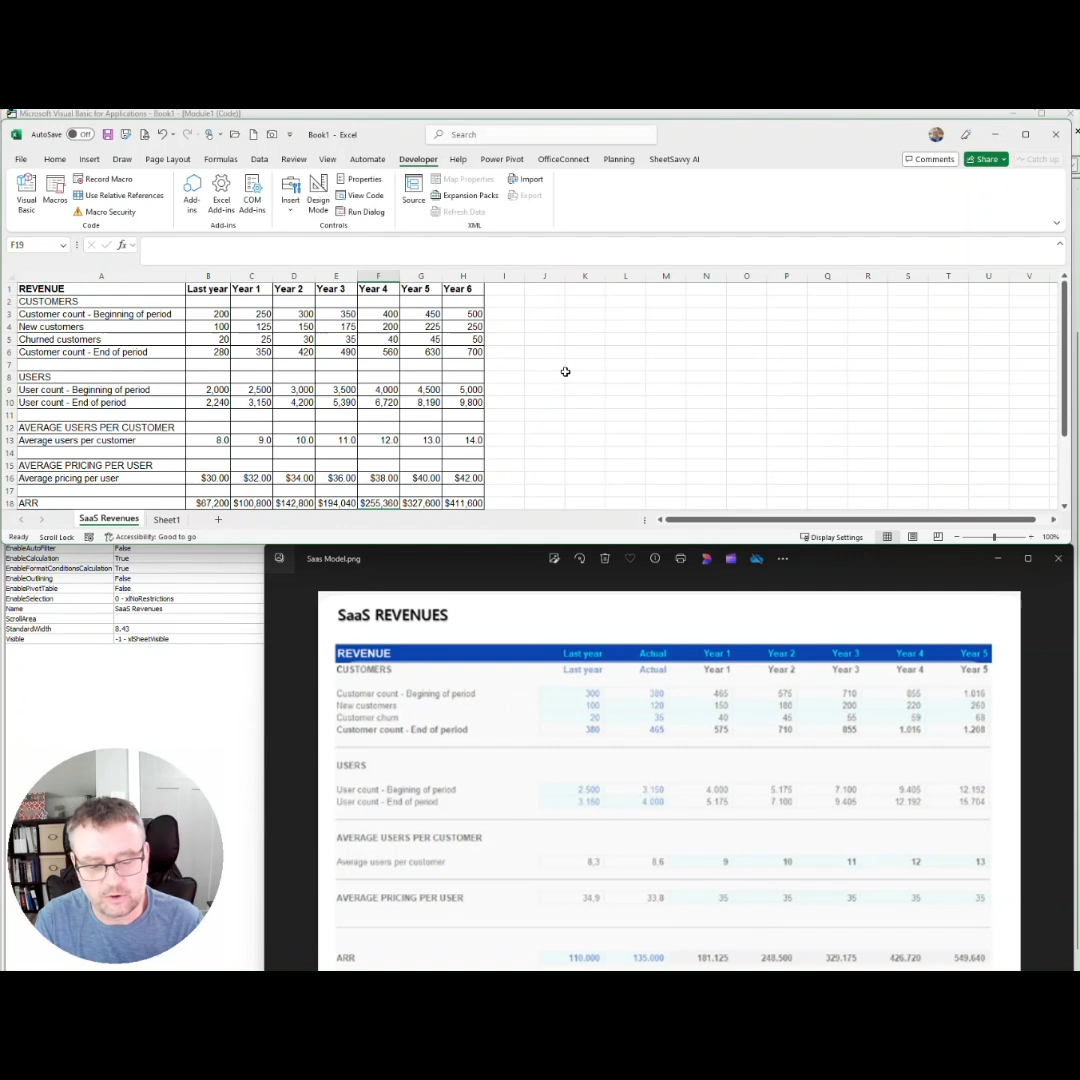 Microsoft Visual Basic for Applications - Book1 - [Module1 (Code)]
AutoSave Off Book1 - Excel Search
File Home Insert Draw Page Layout Formulas Data Review View Automate Developer Help Power Pivot OfficeConnect Planning SheetSavvy AI Comments Share Catch up
Visual Basic Macros Record Macro Use Relative References Macro Security Code
Add-ins Excel Add-ins COM Add-ins Add-ins
Insert Design Mode Properties View Code Run Dialog Controls
Source Map Properties Expansion Packs Refresh Data Import Export XML
F19 fx
A B C D E F G H I J K L M N O P Q R S T U V
1 REVENUE Last year Year 1 Year 2 Year 3 Year 4 Year 5 Year 6
2 CUSTOMERS
3 Customer count - Beginning of period 200 250 300 350 400 450 500
4 New customers 100 125 150 175 200 225 250
5 Churned customers 20 25 30 35 40 45 50
6 Customer count - End of period 280 350 420 490 560 630 700
7
8 USERS
9 User count - Beginning of period 2,000 2,500 3,000 3,500 4,000 4,500 5,000
10 User count - End of period 2,240 3,150 4,200 5,390 6,720 8,190 9,800
11
12 AVERAGE USERS PER CUSTOMER
13 Average users per customer 8.0 9.0 10.0 11.0 12.0 13.0 14.0
14
15 AVERAGE PRICING PER USER
16 Average pricing per user $30.00 $32.00 $34.00 $36.00 $38.00 $40.00 $42.00
17
18 ARR $67,200 $100,800 $142,800 $194,040 $255,360 $327,600 $411,600
SaaS Revenues Sheet1
Ready Scroll Lock Accessibility: Good to go Display Settings 100%
EnableAutoFilter False
EnableCalculation True
EnableFormatConditionsCalculation True
EnableOutlining False
EnablePivotTable False
EnableSelection 0 - xlNoRestrictions
Name SaaS Revenues
ScrollArea
StandardWidth 8.43
Visible -1 - xlSheetVisible
Saas Model.png
SaaS REVENUES
REVENUE Last year Actual Year 1 Year 2 Year 3 Year 4 Year 5
CUSTOMERS Last year Actual Year 1 Year 2 Year 3 Year 4 Year 5
Customer count - Begining of period 300 380 465 575 710 855 1.016
New customers 100 120 150 180 200 220 260
Customer churn 20 35 40 45 55 59 68
Customer count - End of period 380 465 575 710 855 1.016 1.208
USERS
User count - Begining of period 2.500 3.150 4.000 5.175 7.100 9.405 12.192
User count - End of period 3.150 4.000 5.175 7.100 9.405 12.192 15.704
AVERAGE USERS PER CUSTOMER
Average users per customer 8,3 8,6 9 10 11 12 13
AVERAGE PRICING PER USER 34,9 33,8 35 35 35 35 35
ARR 110.000 135.000 181.125 248.500 329.175 426.720 549.640